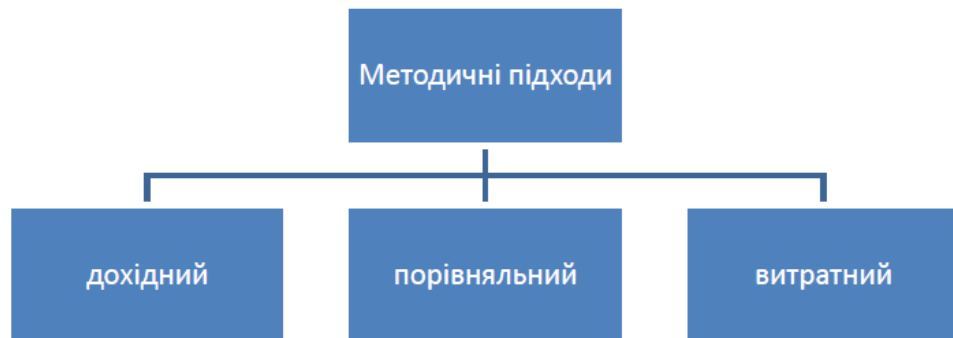 Методичні підходи
дохідний
порівняльний
витратний